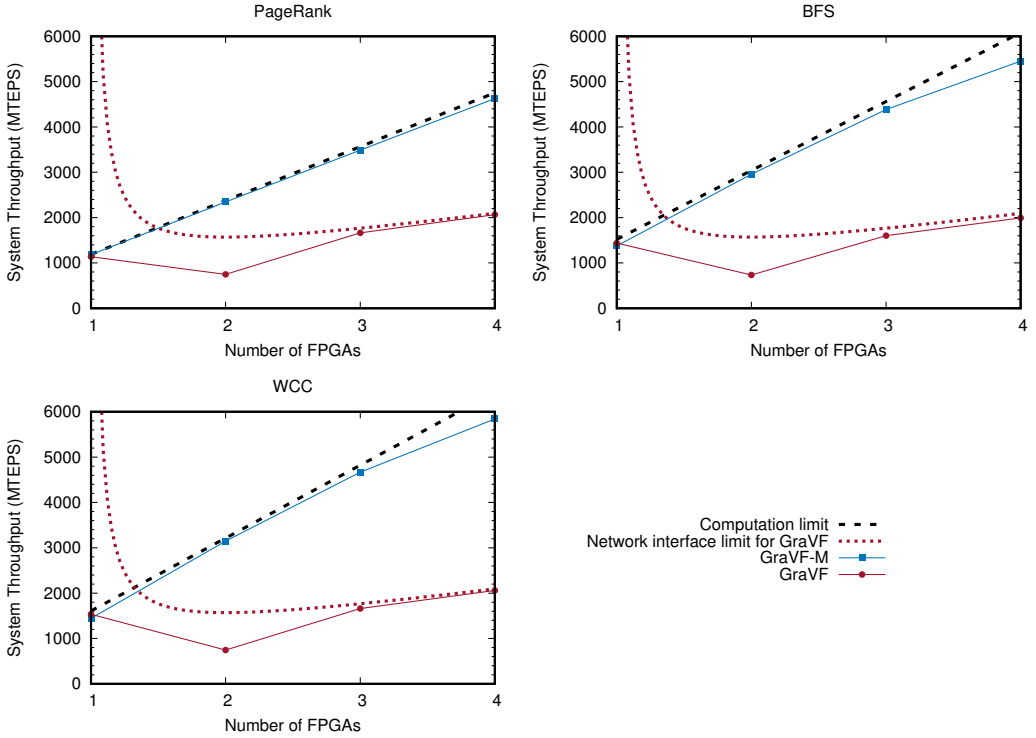 PageRank
System Throughput (MTEPS)
6000
5000
4000
3000
2000
1000
0
1 2 3 4
Number of FPGAs
BFS
System Throughput (MTEPS)
6000
5000
4000
3000
2000
1000
0
1 2 3 4
Number of FPGAs
WCC
System Throughput (MTEPS)
6000
5000
4000
3000
2000
1000
0
1 2 3 4
Number of FPGAs
Computation limit
Network interface limit for GraVF
GraVF-M
GraVF